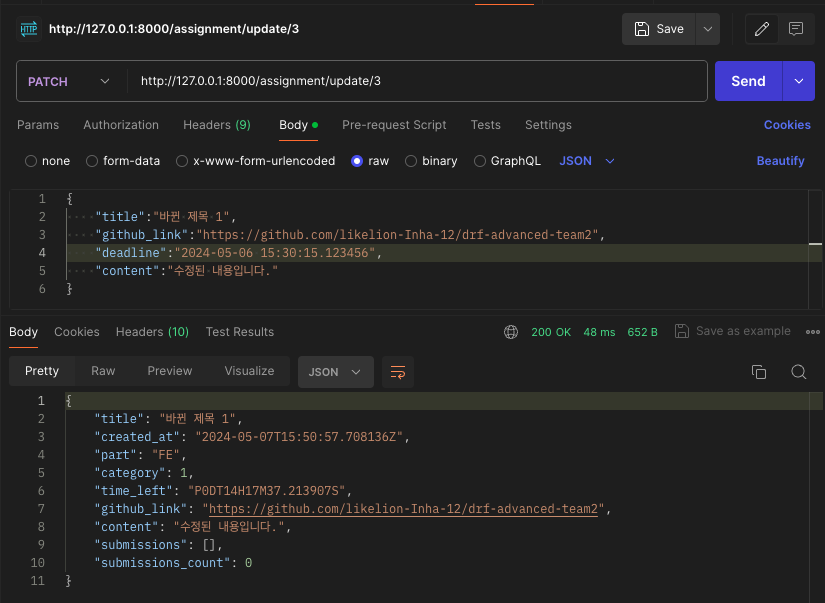 HTTP http://127.0.0.1:8000/assignment/update/3 Save
PATCH http://127.0.0.1:8000/assignment/update/3 Send
Params Authorization Headers (9) Body Pre-request Script Tests Settings Cookies
none form-data x-www-form-urlencoded raw binary GraphQL JSON Beautify
1 {
2 "title":"바뀐 제목 1",
3 "github_link":"https://github.com/likelion-Inha-12/drf-advanced-team2",
4 "deadline":"2024-05-06 15:30:15.123456",
5 "content":"수정된 내용입니다."
6 }
Body Cookies Headers (10) Test Results 200 OK 48 ms 652 B Save as example
Pretty Raw Preview Visualize JSON
1 {
2 "title": "바뀐 제목 1",
3 "created_at": "2024-05-07T15:50:57.708136Z",
4 "part": "FE",
5 "category": 1,
6 "time_left": "P0DT14H17M37.213907S",
7 "github_link": "https://github.com/likelion-Inha-12/drf-advanced-team2",
8 "content": "수정된 내용입니다.",
9 "submissions": [],
10 "submissions_count": 0
11 }